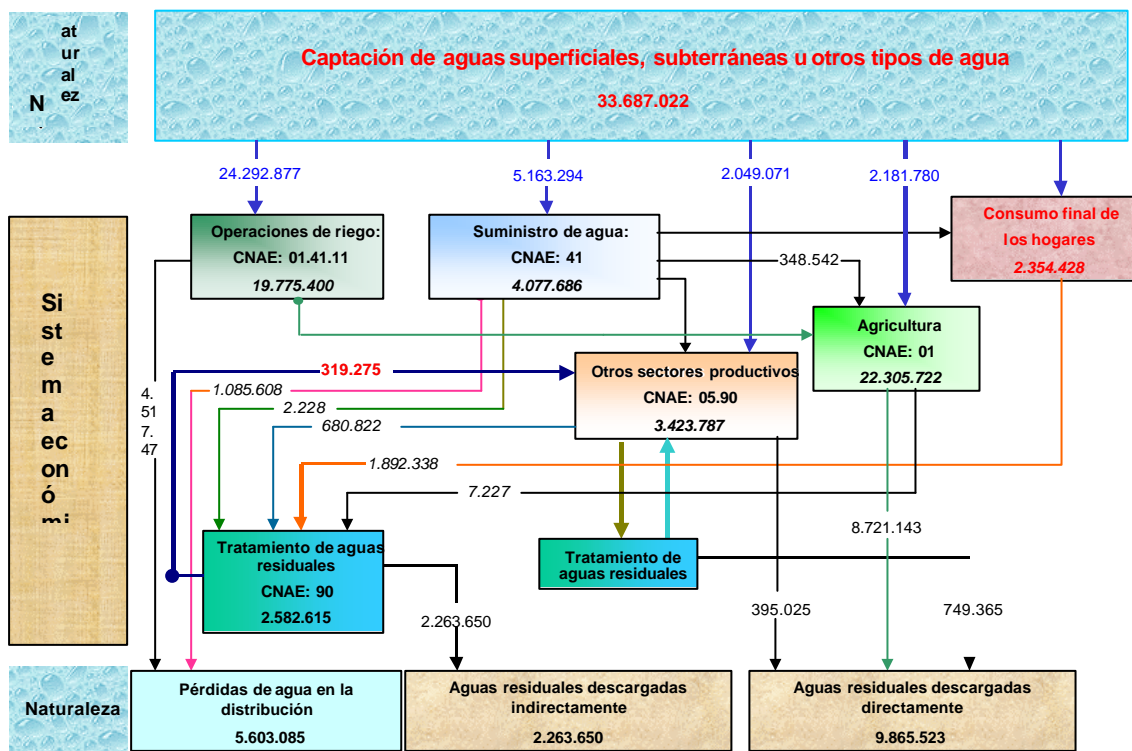 at
ur
al
ez
N
Captación de aguas superficiales, subterráneas u otros tipos de agua
33.687.022
24.292.877
5.163.294
2.049.071
2.181.780
Operaciones de riego:
CNAE: 01.41.11
19.775.400
Suministro de agua:
CNAE: 41
4.077.686
Consumo final de
los hogares
2.354.428
348.542
Si
st
e
m
a
ec
on
ó
mi
Agricultura
CNAE: 01
22.305.722
Otros sectores productivos
CNAE: 05.90
3.423.787
319.275
1.085.608
4.
51
7.
47
2.228
680.822
1.892.338
7.227
8.721.143
Tratamiento de aguas
residuales
CNAE: 90
2.582.615
Tratamiento de
aguas residuales
2.263.650
395.025
749.365
Naturaleza
Pérdidas de agua en la
distribución
5.603.085
Aguas residuales descargadas
indirectamente
2.263.650
Aguas residuales descargadas
directamente
9.865.523